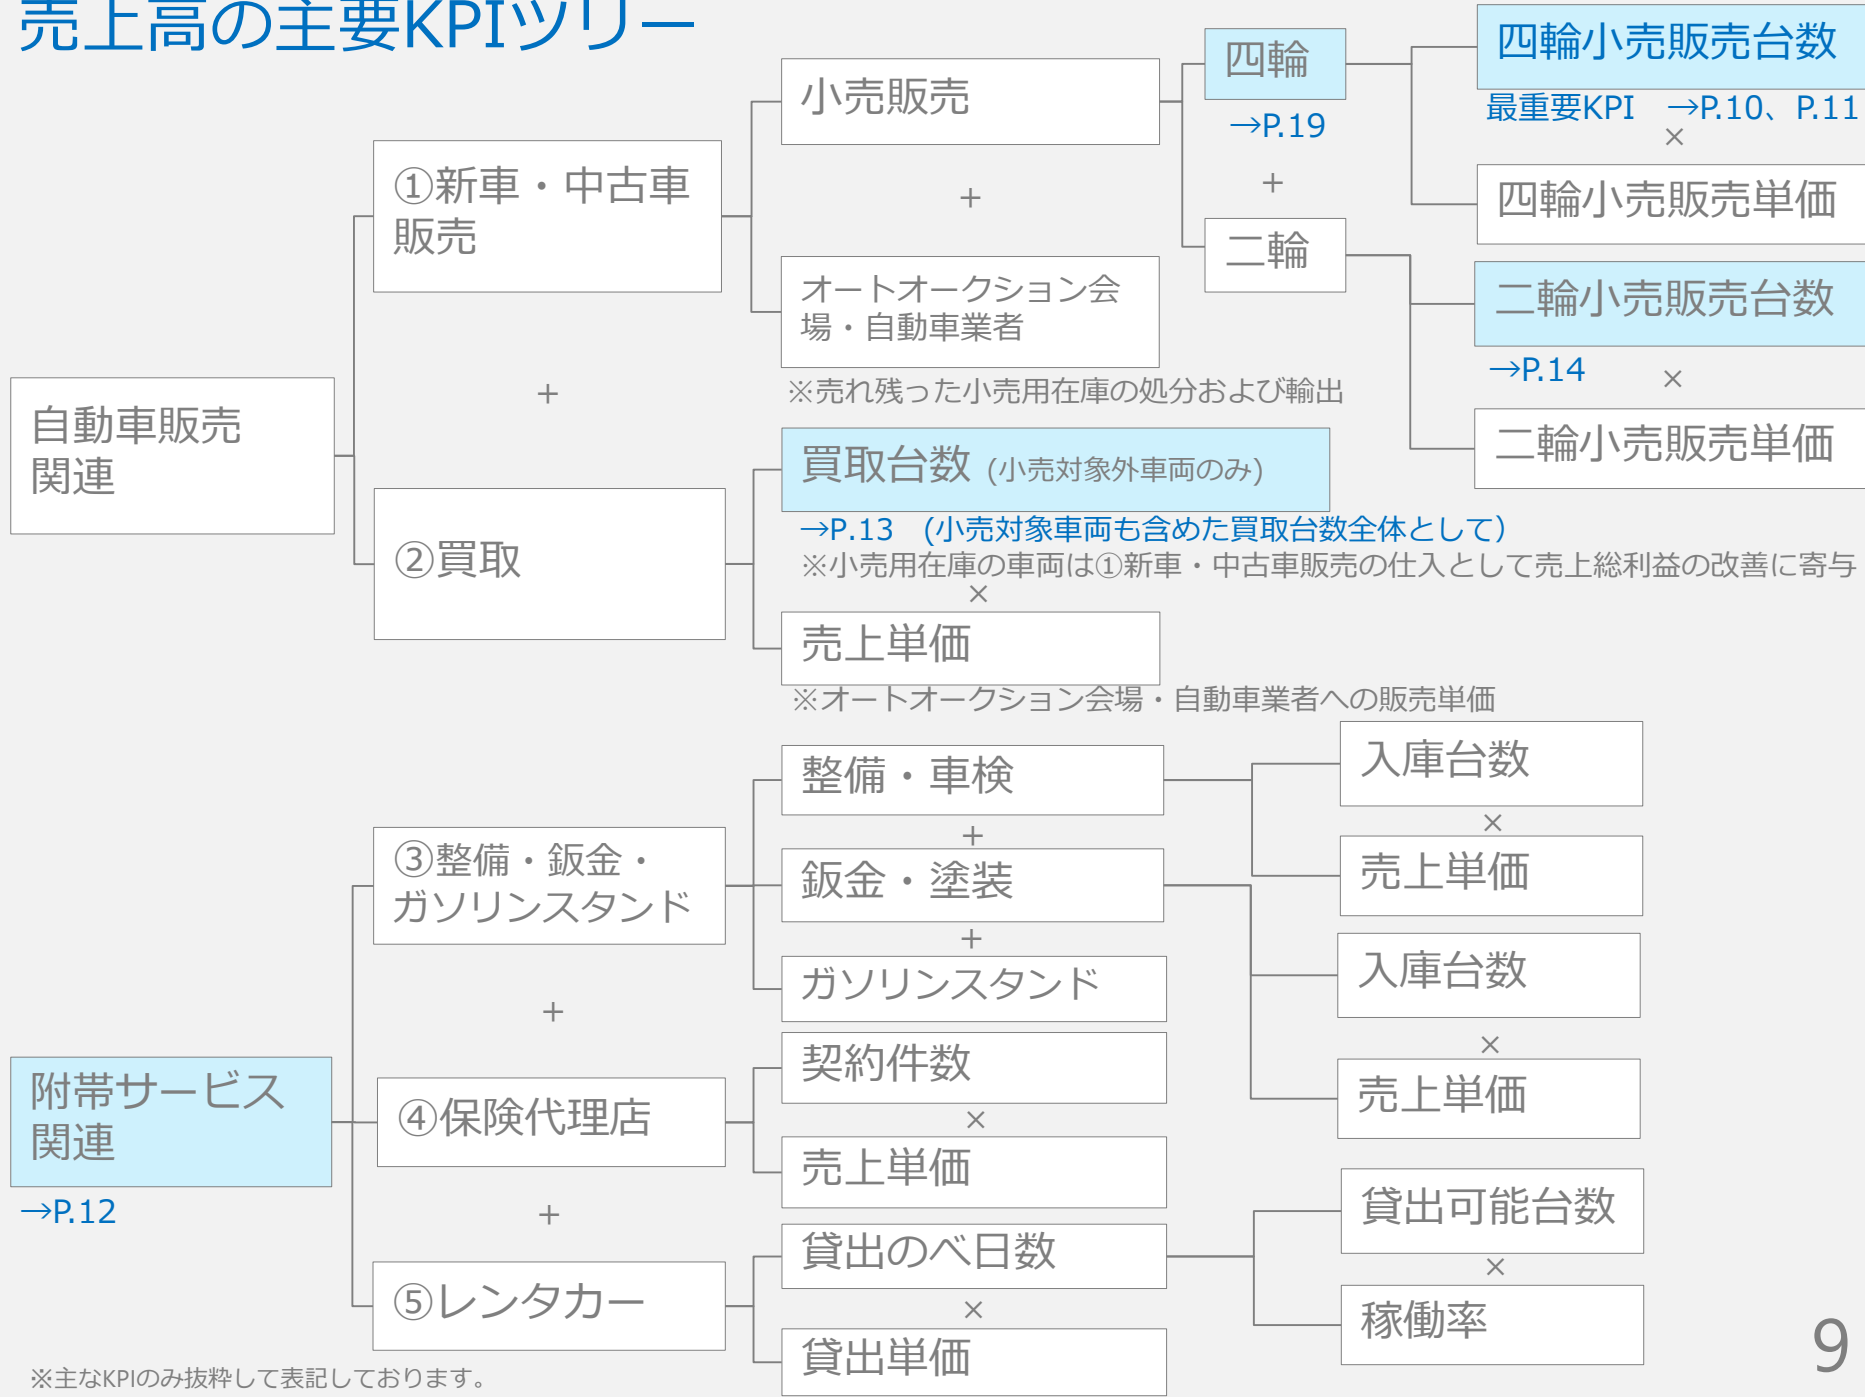 売上高の主要KPIツリー
自動車販売
関連
+
①新車・中古車
販売
小売販売
+
オートオークション会
場・自動車業者
※売れ残った小売用在庫の処分および輸出
四輪
→P.19
+
二輪
四輪小売販売台数
最重要KPI →P.10、P.11
×
四輪小売販売単価
二輪小売販売台数
→P.14
×
二輪小売販売単価
②買取
買取台数 (小売対象外車両のみ)
→P.13 (小売対象車両も含めた買取台数全体として)
※小売用在庫の車両は①新車・中古車販売の仕入として売上総利益の改善に寄与
×
売上単価
※オートオークション会場・自動車業者への販売単価
附帯サービス
関連
→P.12
③整備・鈑金・
ガソリンスタンド
+
整備・車検
+
鈑金・塗装
+
ガソリンスタンド
入庫台数
×
売上単価
入庫台数
×
売上単価
④保険代理店
+
契約件数
×
売上単価
⑤レンタカー
貸出のべ日数
×
貸出単価
貸出可能台数
×
稼働率
※主なKPIのみ抜粋して表記しております。
9